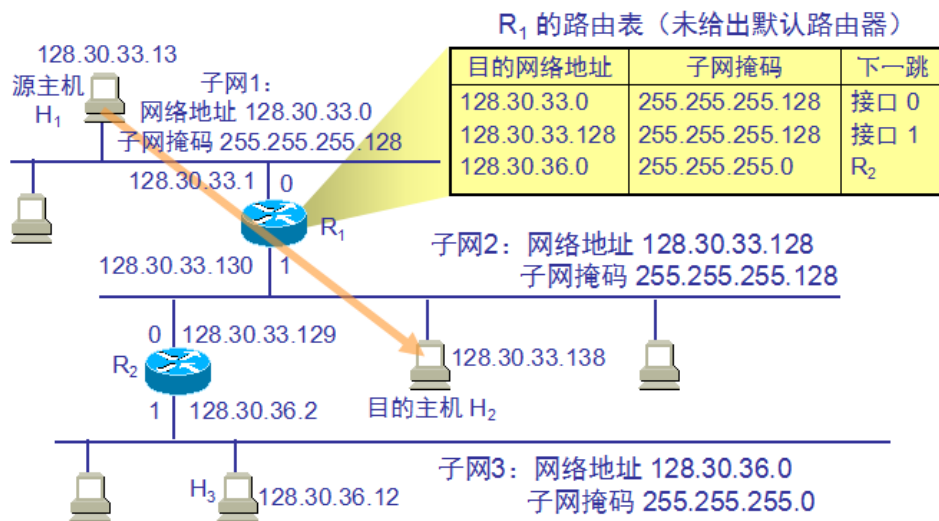 R1 的路由表（未给出默认路由器）
目的网络地址 子网掩码 下一跳
128.30.33.0 255.255.255.128 接口 0
128.30.33.128 255.255.255.128 接口 1
128.30.36.0 255.255.255.0 R2
128.30.33.13
源主机
H1
子网1：
网络地址 128.30.33.0
子网掩码 255.255.255.128
128.30.33.1 0
R1
128.30.33.130 1
子网2：网络地址 128.30.33.128
子网掩码 255.255.255.128
0 128.30.33.129
R2
128.30.33.138
1 128.30.36.2
目的主机 H2
子网3：网络地址 128.30.36.0
子网掩码 255.255.255.0
H3 128.30.36.12